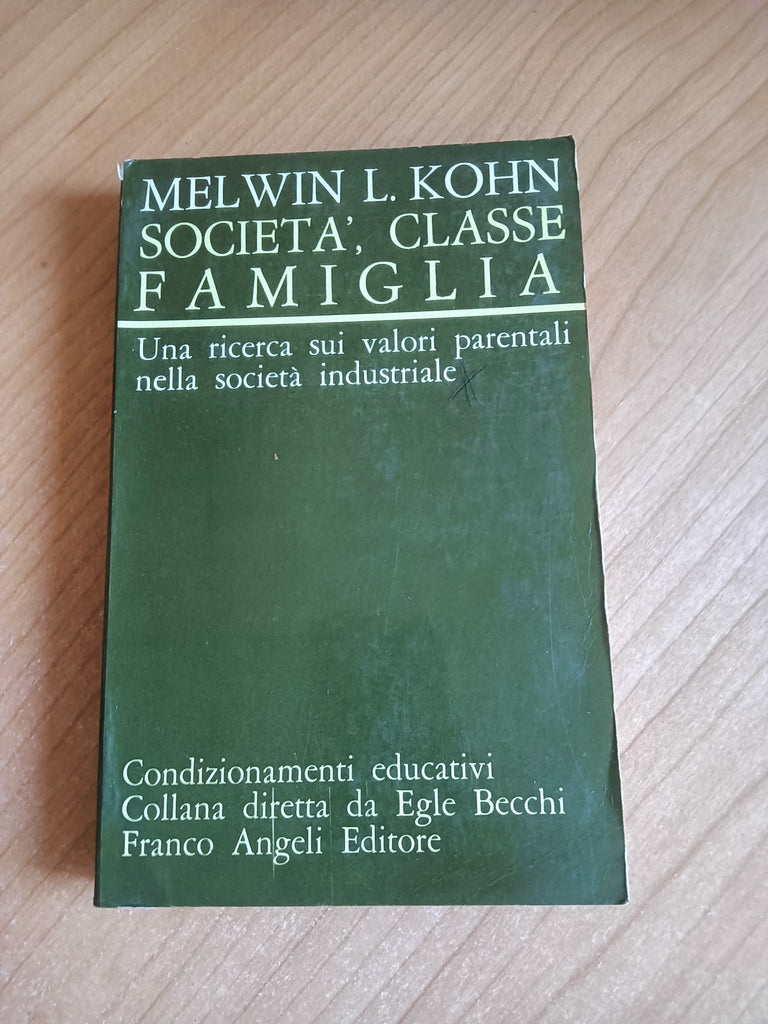 MELWIN L. KOHN
SOCIETA', CLASSE
FAMIGLIA
Una ricerca sui valori parentali
nella società industriale
Condizionamenti educativi
Collana diretta da Egle Becchi
Franco Angeli Editore